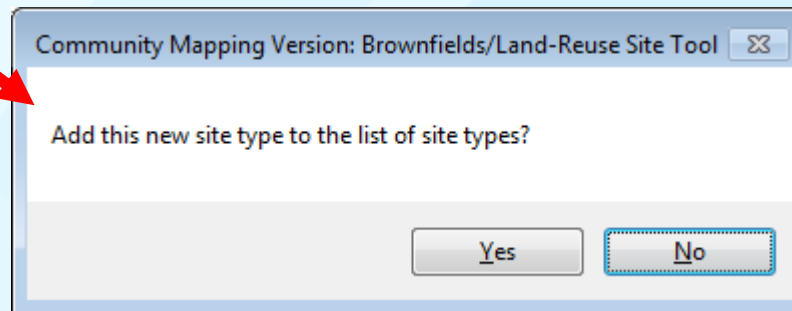 Community Mapping Version: Brownfields/Land-Reuse Site Tool
Add this new site type to the list of site types?
Yes No